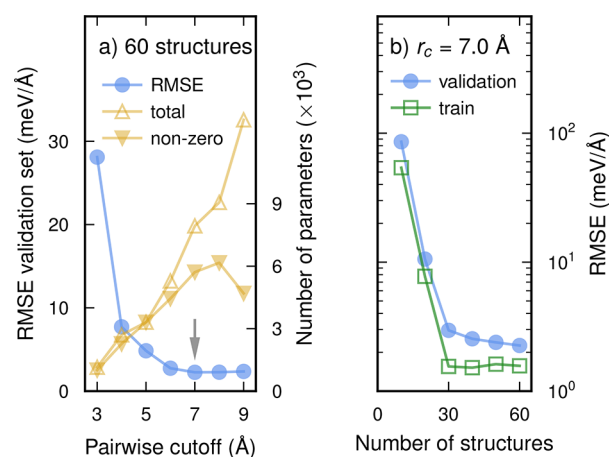 a) 60 structures
RMSE
total
non-zero
RMSE validation set (meV/Å)
0
10
20
30
Number of parameters (×10³)
0
3
6
9
3
5
7
9
Pairwise cutoff (Å)
b) r_c = 7.0 Å
validation
train
RMSE (meV/Å)
10²
10¹
10⁰
0
30
60
Number of structures